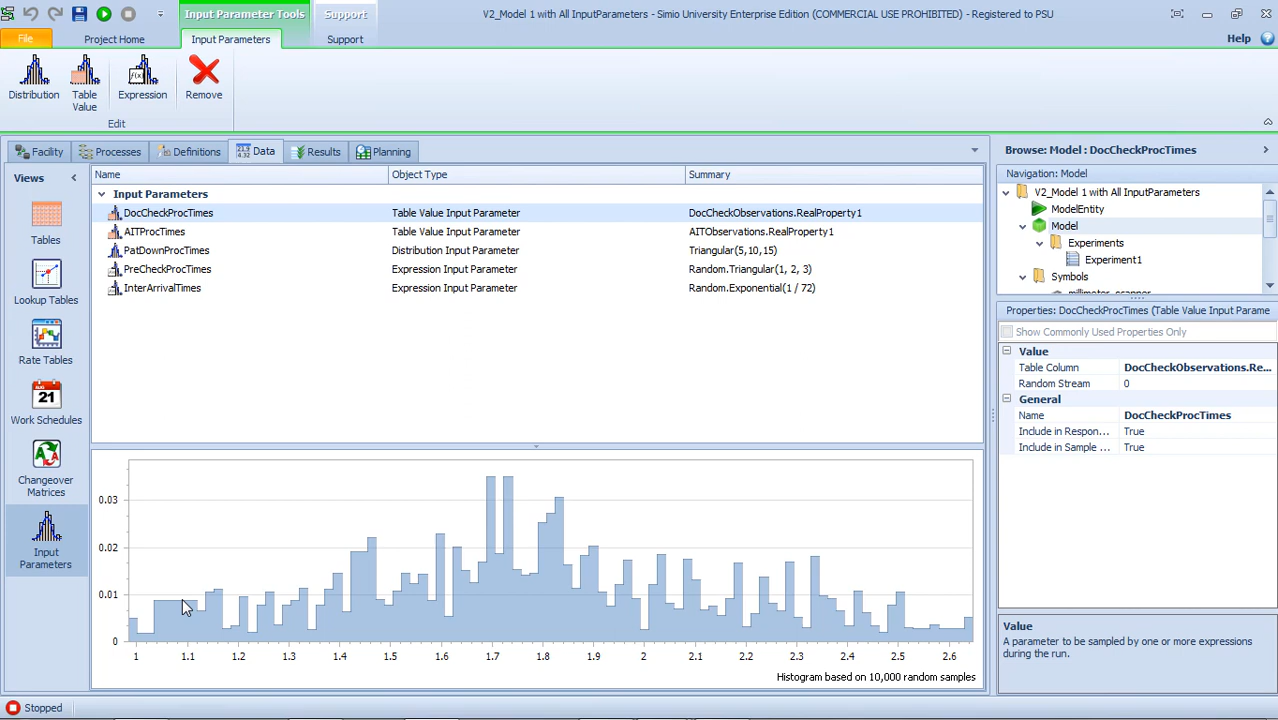 Input Parameter Tools
Support
V2_Model 1 with All InputParameters - Simio University Enterprise Edition (COMMERCIAL USE PROHIBITED) - Registered to PSU
File
Project Home
Input Parameters
Support
Help
Distribution
Table Value
Expression
Remove
Edit
Facility
Processes
Definitions
Data
Results
Planning
Views
Tables
Lookup Tables
Rate Tables
AUG
21
Work Schedules
Changeover
Matrices
Input
Parameters
Name
Object Type
Summary
Input Parameters
DocCheckProcTimes Table Value Input Parameter DocCheckObservations.RealProperty1
AITProcTimes Table Value Input Parameter AITObservations.RealProperty1
PatDownProcTimes Distribution Input Parameter Triangular(5,10,15)
PreCheckProcTimes Expression Input Parameter Random.Triangular(1, 2, 3)
InterArrivalTimes Expression Input Parameter Random.Exponential(1 / 72)
0.03
0.02
0.01
0
1 1.1 1.2 1.3 1.4 1.5 1.6 1.7 1.8 1.9 2 2.1 2.2 2.3 2.4 2.5 2.6
Histogram based on 10,000 random samples
Browse: Model : DocCheckProcTimes
Navigation: Model
V2_Model 1 with All InputParameters
ModelEntity
Model
Experiments
Experiment1
Symbols
Properties: DocCheckProcTimes (Table Value Input Parame
Show Commonly Used Properties Only
Value
Table Column DocCheckObservations.Re...
Random Stream 0
General
Name DocCheckProcTimes
Include in Respon... True
Include in Sample ... True
Value
A parameter to be sampled by one or more expressions
during the run.
Stopped